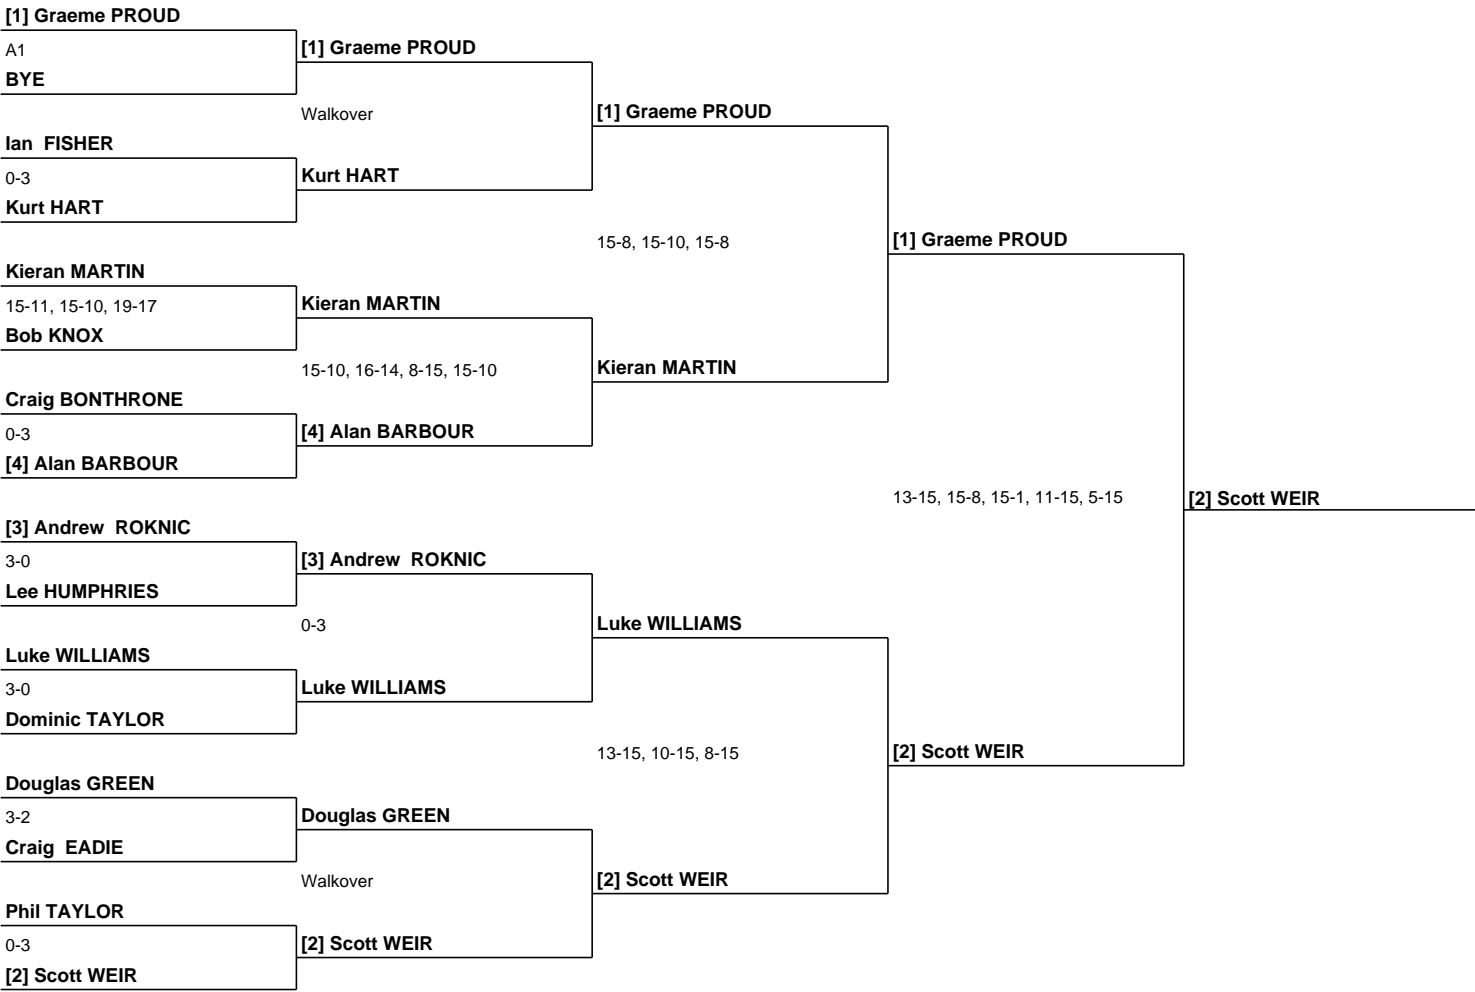 [1] Graeme PROUD
A1
BYE
Ian  FISHER
0-3
Kurt HART
Kieran MARTIN
15-11, 15-10, 19-17
Bob KNOX
Craig BONTHRONE
0-3
[4] Alan BARBOUR
[3] Andrew  ROKNIC
3-0
Lee HUMPHRIES
Luke WILLIAMS
3-0
Dominic TAYLOR
Douglas GREEN
3-2
Craig  EADIE
Phil TAYLOR
0-3
[2] Scott WEIR
[1] Graeme PROUD
Walkover
Kurt HART
Kieran MARTIN
15-10, 16-14, 8-15, 15-10
[4] Alan BARBOUR
[3] Andrew  ROKNIC
0-3
Luke WILLIAMS
Douglas GREEN
Walkover
[2] Scott WEIR
[1] Graeme PROUD
15-8, 15-10, 15-8
Kieran MARTIN
Luke WILLIAMS
13-15, 10-15, 8-15
[2] Scott WEIR
[1] Graeme PROUD
13-15, 15-8, 15-1, 11-15, 5-15
[2] Scott WEIR
[2] Scott WEIR